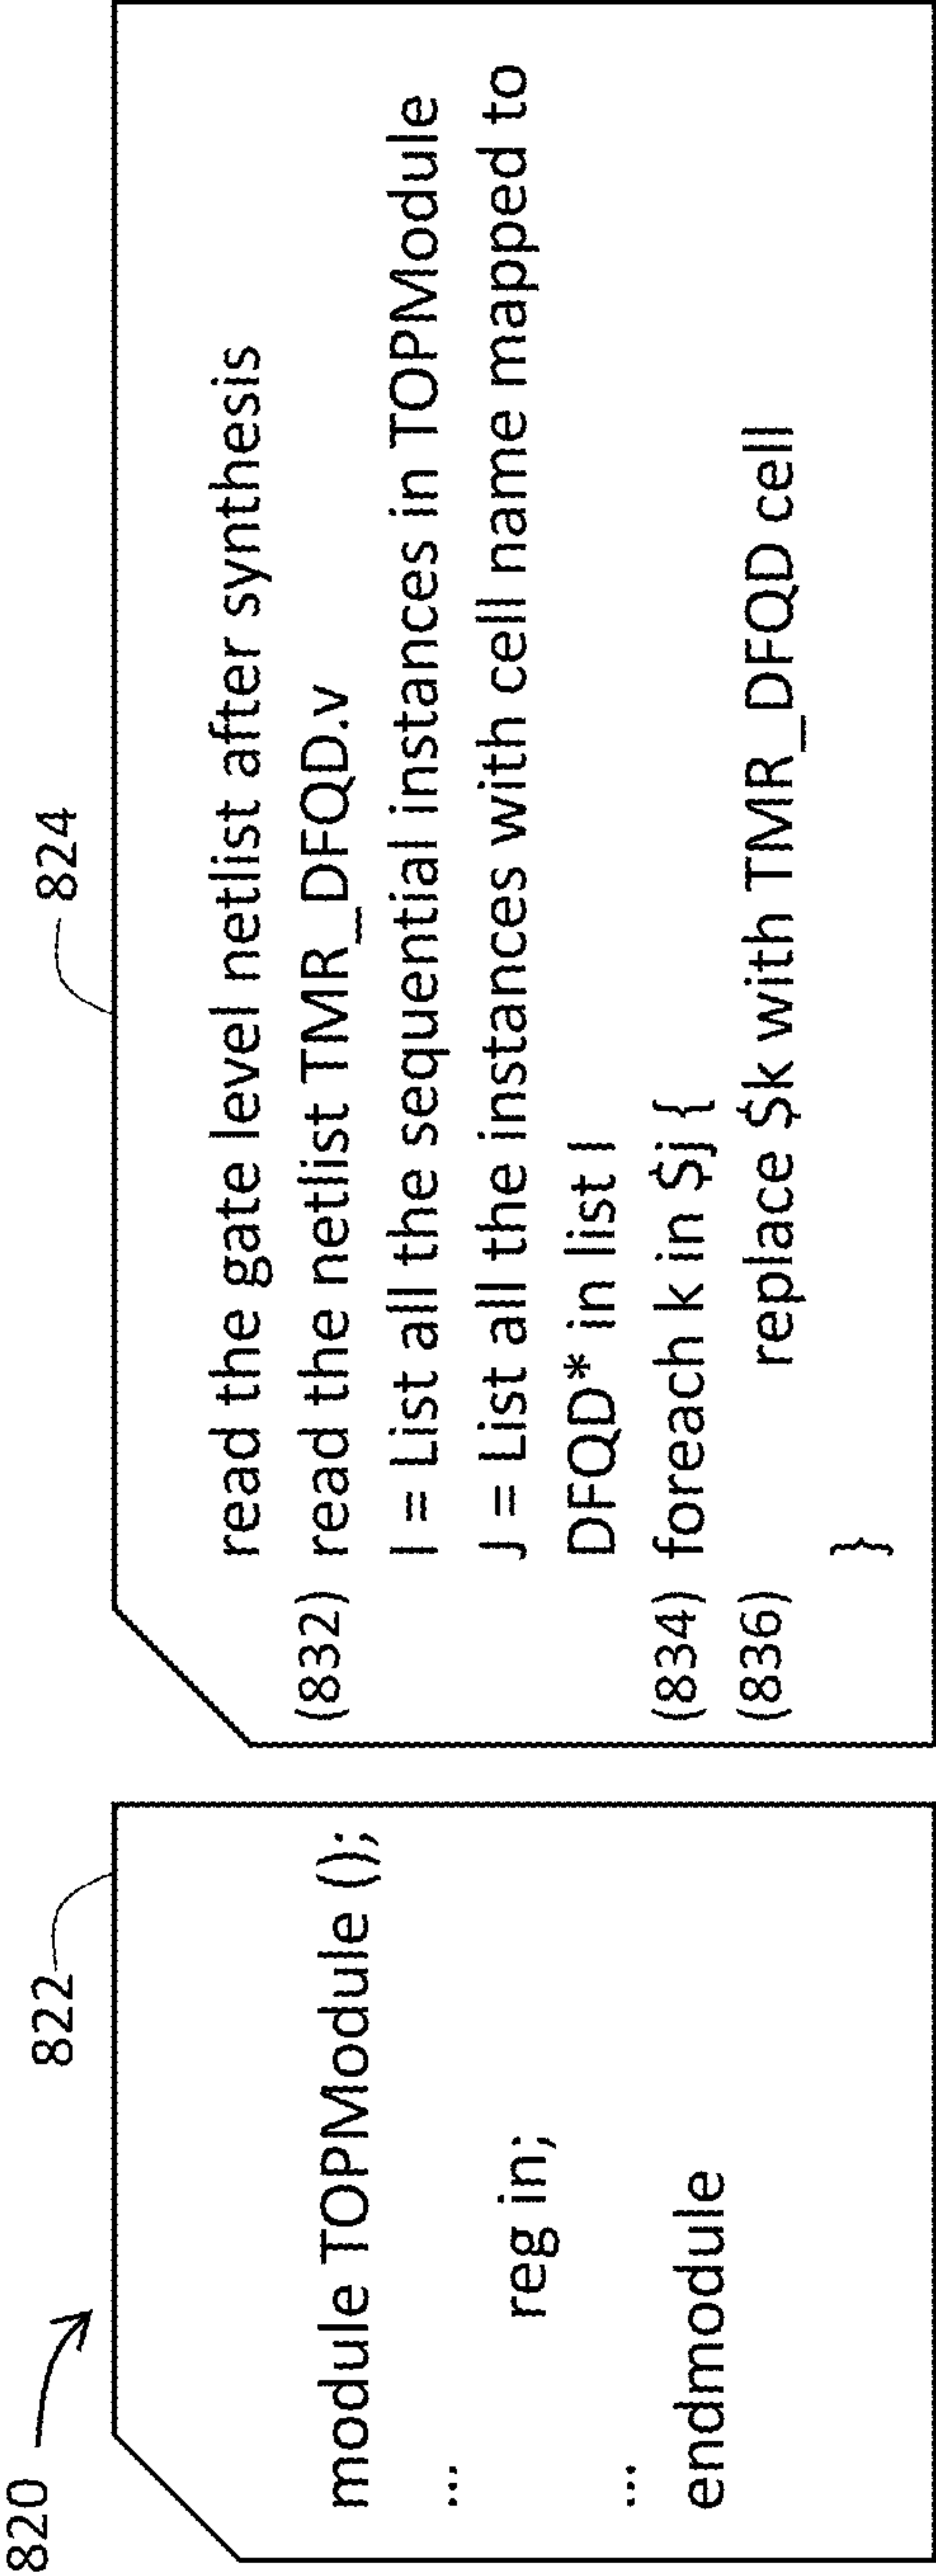 820
822
module TOPModule ();
...
reg in;
...
endmodule
824
read the gate level netlist after synthesis
(832) read the netlist TMR_DFQD.v
I = List all the sequential instances in TOPModule
J = List all the instances with cell name mapped to
DFQD* in list I
(834) foreach k in $j {
(836) replace $k with TMR_DFQD cell
}